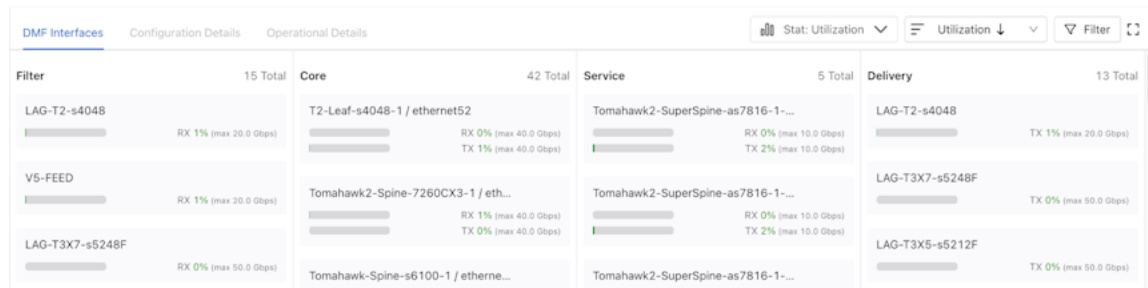 DMF Interfaces Configuration Details Operational Details Stat: Utilization Utilization ↓ Filter
Filter 15 Total
LAG-T2-s4048
RX 1% (max 20.0 Gbps)
V5-FEED
RX 1% (max 20.0 Gbps)
LAG-T3X7-s5248F
RX 0% (max 50.0 Gbps)
Core 42 Total
T2-Leaf-s4048-1 / ethernet52
RX 0% (max 40.0 Gbps)
TX 1% (max 40.0 Gbps)
Tomahawk2-Spine-7260CX3-1 / eth...
RX 1% (max 40.0 Gbps)
TX 0% (max 40.0 Gbps)
Tomahawk-Spine-s6100-1 / etherne...
Service 5 Total
Tomahawk2-SuperSpine-as7816-1-...
RX 0% (max 10.0 Gbps)
TX 2% (max 10.0 Gbps)
Tomahawk2-SuperSpine-as7816-1-...
RX 0% (max 10.0 Gbps)
TX 2% (max 10.0 Gbps)
Tomahawk2-SuperSpine-as7816-1-...
Delivery 13 Total
LAG-T2-s4048
TX 1% (max 20.0 Gbps)
LAG-T3X7-s5248F
TX 0% (max 50.0 Gbps)
LAG-T3X5-s5212F
TX 0% (max 50.0 Gbps)